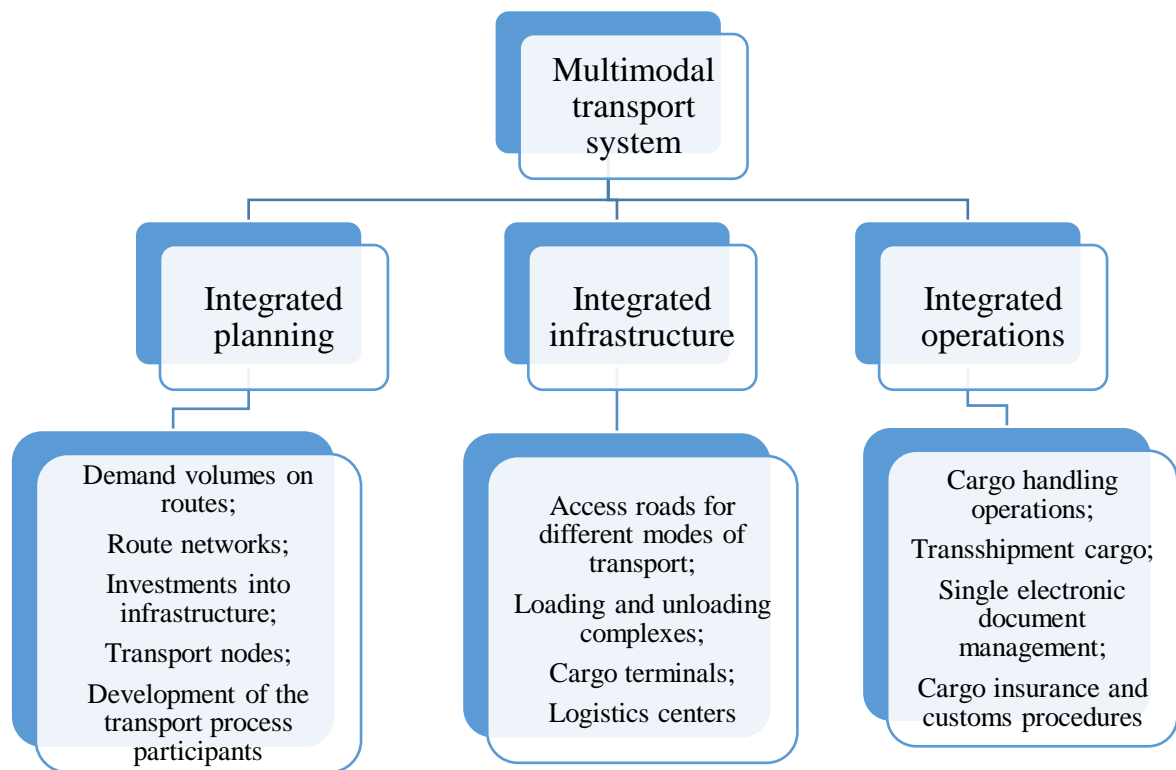 Multimodal
transport
system
Integrated
planning
Integrated
infrastructure
Integrated
operations
Demand volumes on
routes;
Route networks;
Investments into
infrastructure;
Transport nodes;
Development of the
transport process
participants
Access roads for
different modes of
transport;
Loading and unloading
complexes;
Cargo terminals;
Logistics centers
Cargo handling
operations;
Transshipment cargo;
Single electronic
document
management;
Cargo insurance and
customs procedures